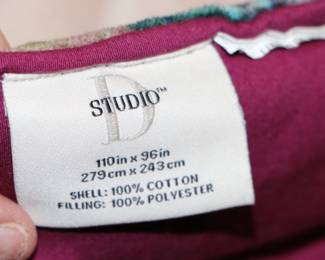 D
STUDIO™
110in x 96in
279cm x 243cm
SHELL: 100% COTTON
FILLING: 100% POLYESTER